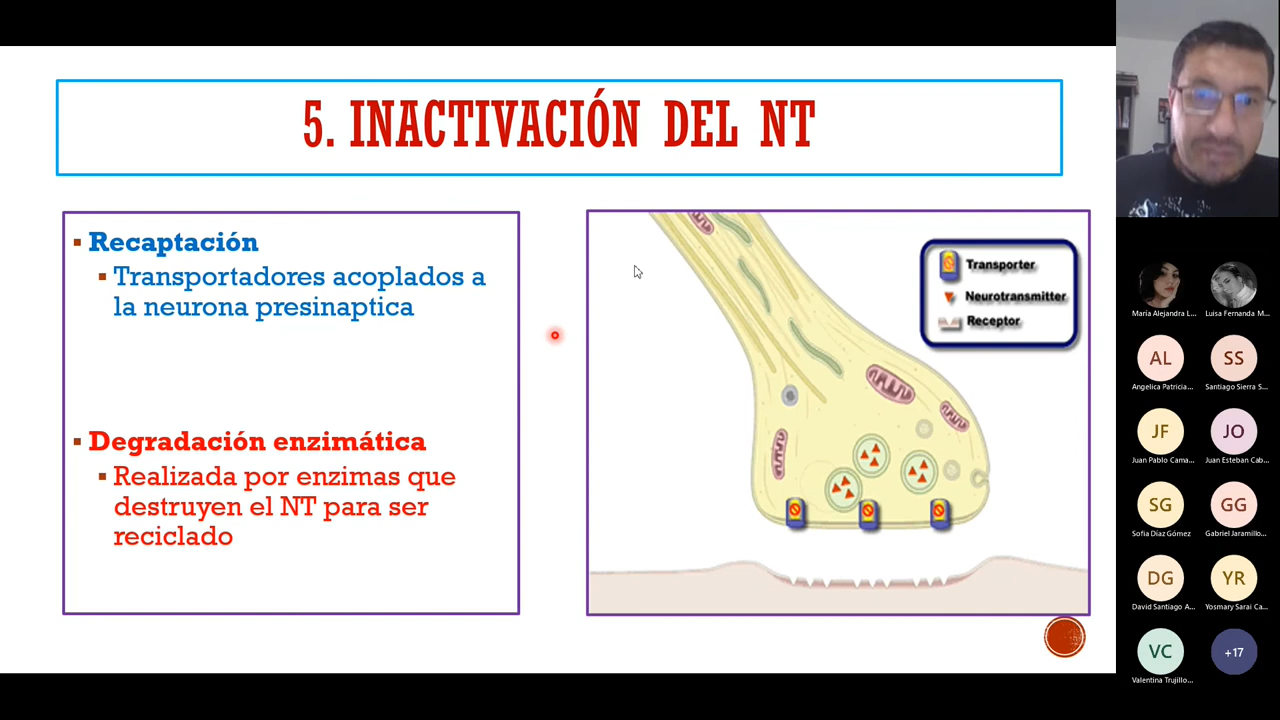 5. INACTIVACIÓN DEL NT
Recaptación
Transportadores acoplados a
la neurona presinaptica
Degradación enzimática
Realizada por enzimas que
destruyen el NT para ser
reciclado
Transporter
Neurotransmitter
Receptor
María Alejandra L...
Luisa Fernanda M...
AL
Angelica Patricia...
SS
Santiago Sierra S...
JF
Juan Pablo Cama...
JO
Juan Esteban Cab...
SG
Sofia Díaz Gómez
GG
Gabriel Jaramillo...
DG
David Santiago A...
YR
Yosmary Sarai Ca...
VC
Valentina Trujillo...
+17